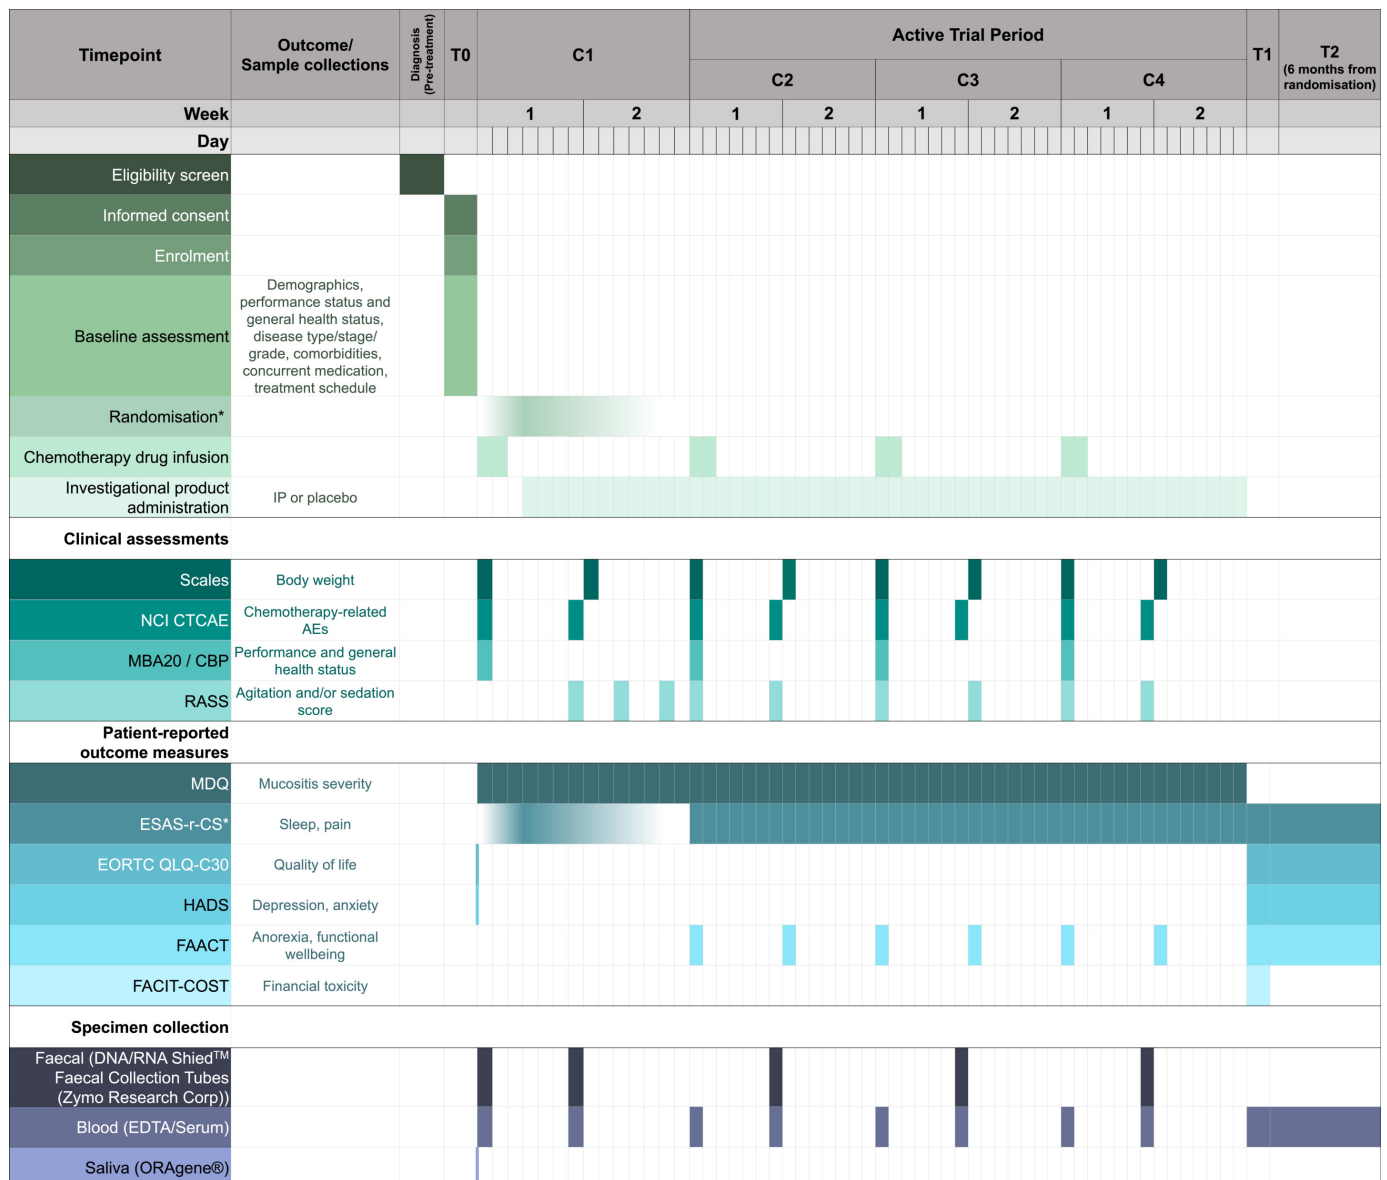 Timepoint
Outcome/
Sample collections
Diagnosis
(Pre-treatment)
T0
C1
Active Trial Period
C2
C3
C4
T1
T2
(6 months from
randomisation)
Week
1
2
1
2
1
2
1
2
Day
Eligibility screen
Informed consent
Enrolment
Baseline assessment
Demographics,
performance status and
general health status,
disease type/stage/
grade, comorbidities,
concurrent medication,
treatment schedule
Randomisation*
Chemotherapy drug infusion
Investigational product
administration
IP or placebo
Clinical assessments
Scales
Body weight
NCI CTCAE
Chemotherapy-related
AEs
MBA20 / CBP
Performance and general
health status
RASS
Agitation and/or sedation
score
Patient-reported
outcome measures
MDQ
Mucositis severity
ESAS-r-CS*
Sleep, pain
EORTC QLQ-C30
Quality of life
HADS
Depression, anxiety
FAACT
Anorexia, functional
wellbeing
FACIT-COST
Financial toxicity
Specimen collection
Faecal (DNA/RNA Shied™
Faecal Collection Tubes
(Zymo Research Corp))
Blood (EDTA/Serum)
Saliva (ORAgene®)